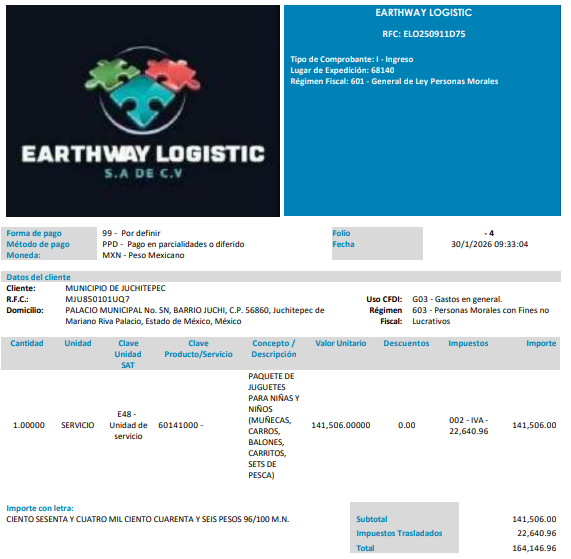 EARTHWAY LOGISTIC
S.A DE C.V
EARTHWAY LOGISTIC
RFC: ELO250911D75
Tipo de Comprobante: I - Ingreso
Lugar de Expedición: 68140
Régimen Fiscal: 601 - General de Ley Personas Morales
Forma de pago 99 - Por definir Folio - 4
Método de pago PPD - Pago en parcialidades o diferido Fecha 30/1/2026 09:33:04
Moneda: MXN - Peso Mexicano
Datos del cliente
Cliente: MUNICIPIO DE JUCHITEPEC
R.F.C.: MJU850101UQ7 Uso CFDI: G03 - Gastos en general.
Domicilio: PALACIO MUNICIPAL No. SN, BARRIO JUCHI, C.P. 56860, Juchitepec de Régimen 603 - Personas Morales con Fines no
Mariano Riva Palacio, Estado de México, México Fiscal: Lucrativos
Cantidad Unidad Clave Clave Concepto / Valor Unitario Descuentos Impuestos Importe
Unidad Producto/Servicio Descripción
SAT
PAQUETE DE
JUGUETES
PARA NIÑAS Y
NIÑOS
(MUÑECAS,
CARROS,
BALONES,
CARRITOS,
SETS DE
PESCA)
1.00000 SERVICIO E48 -
Unidad de
servicio
60141000 - 141,506.00000 0.00 002 - IVA -
22,640.96
141,506.00
Importe con letra:
CIENTO SESENTA Y CUATRO MIL CIENTO CUARENTA Y SEIS PESOS 96/100 M.N.
Subtotal 141,506.00
Impuestos Trasladados 22,640.96
Total 164,146.96